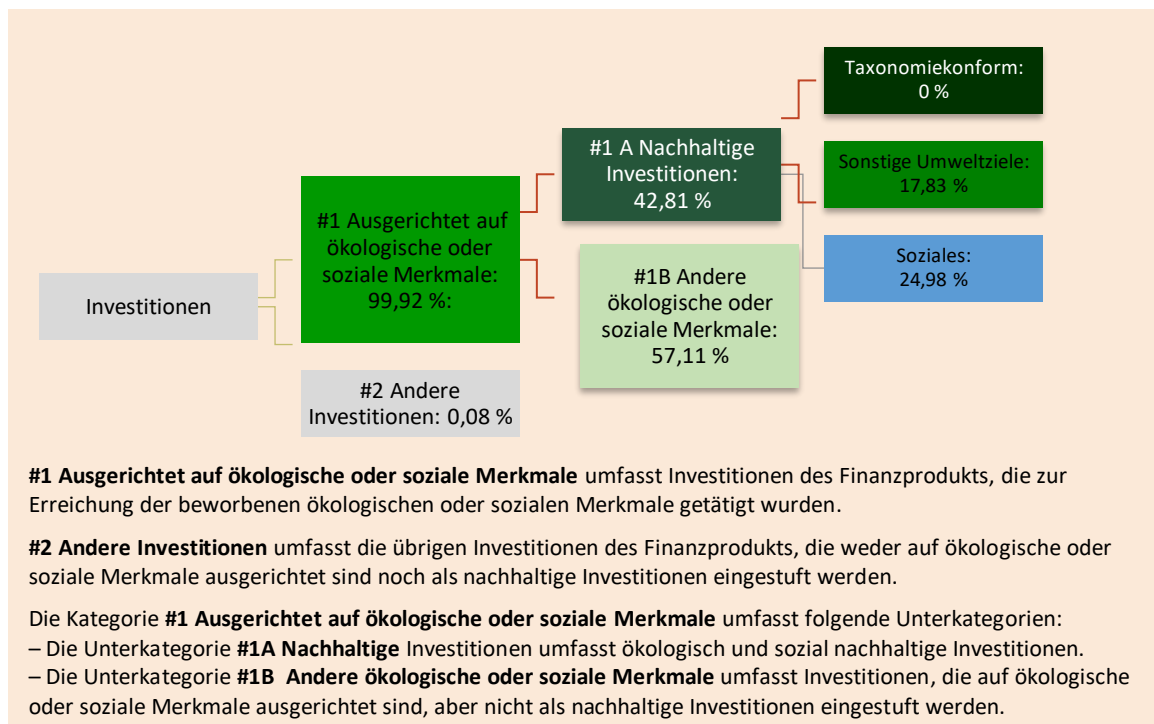 Taxonomiekonform:
0 %
#1 A Nachhaltige
Investitionen:
42,81 %
Sonstige Umweltziele:
17,83 %
#1 Ausgerichtet auf
ökologische oder
soziale Merkmale:
99,92 %:
Soziales:
24,98 %
#1B Andere
ökologische oder
soziale Merkmale:
57,11 %
Investitionen
#2 Andere
Investitionen: 0,08 %
#1 Ausgerichtet auf ökologische oder soziale Merkmale umfasst Investitionen des Finanzprodukts, die zur
Erreichung der beworbenen ökologischen oder sozialen Merkmale getätigt wurden.
#2 Andere Investitionen umfasst die übrigen Investitionen des Finanzprodukts, die weder auf ökologische oder
soziale Merkmale ausgerichtet sind noch als nachhaltige Investitionen eingestuft werden.
Die Kategorie #1 Ausgerichtet auf ökologische oder soziale Merkmale umfasst folgende Unterkategorien:
– Die Unterkategorie #1A Nachhaltige Investitionen umfasst ökologisch und sozial nachhaltige Investitionen.
– Die Unterkategorie #1B Andere ökologische oder soziale Merkmale umfasst Investitionen, die auf ökologische
oder soziale Merkmale ausgerichtet sind, aber nicht als nachhaltige Investitionen eingestuft werden.